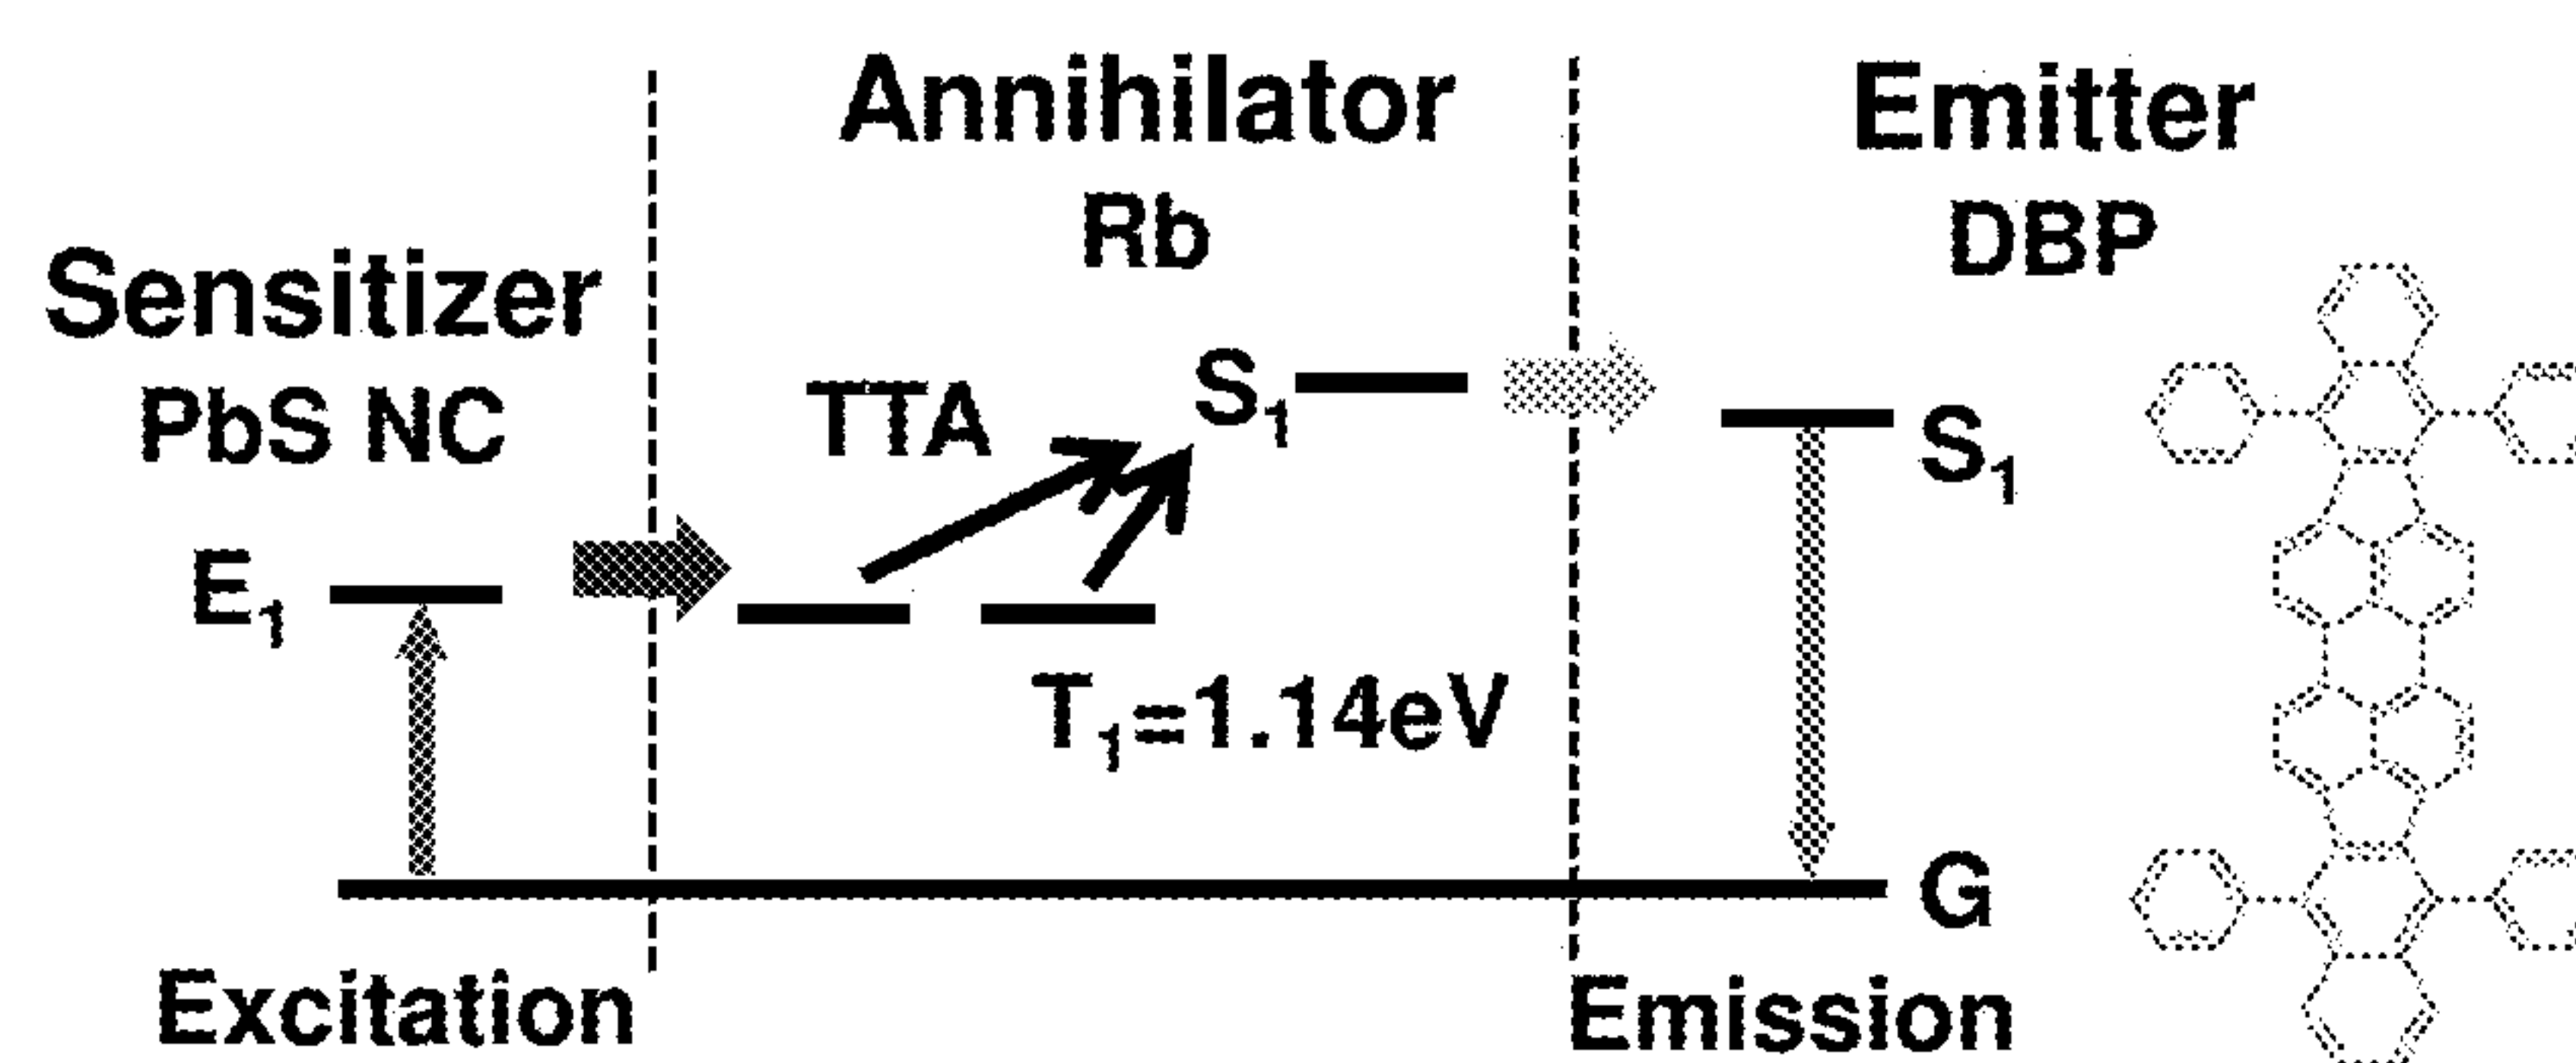 Sensitizer
PbS NC
E₁
Excitation
Annihilator
Rb
TTA
S₁
T₁=1.14eV
Emitter
DBP
S₁
G
Emission